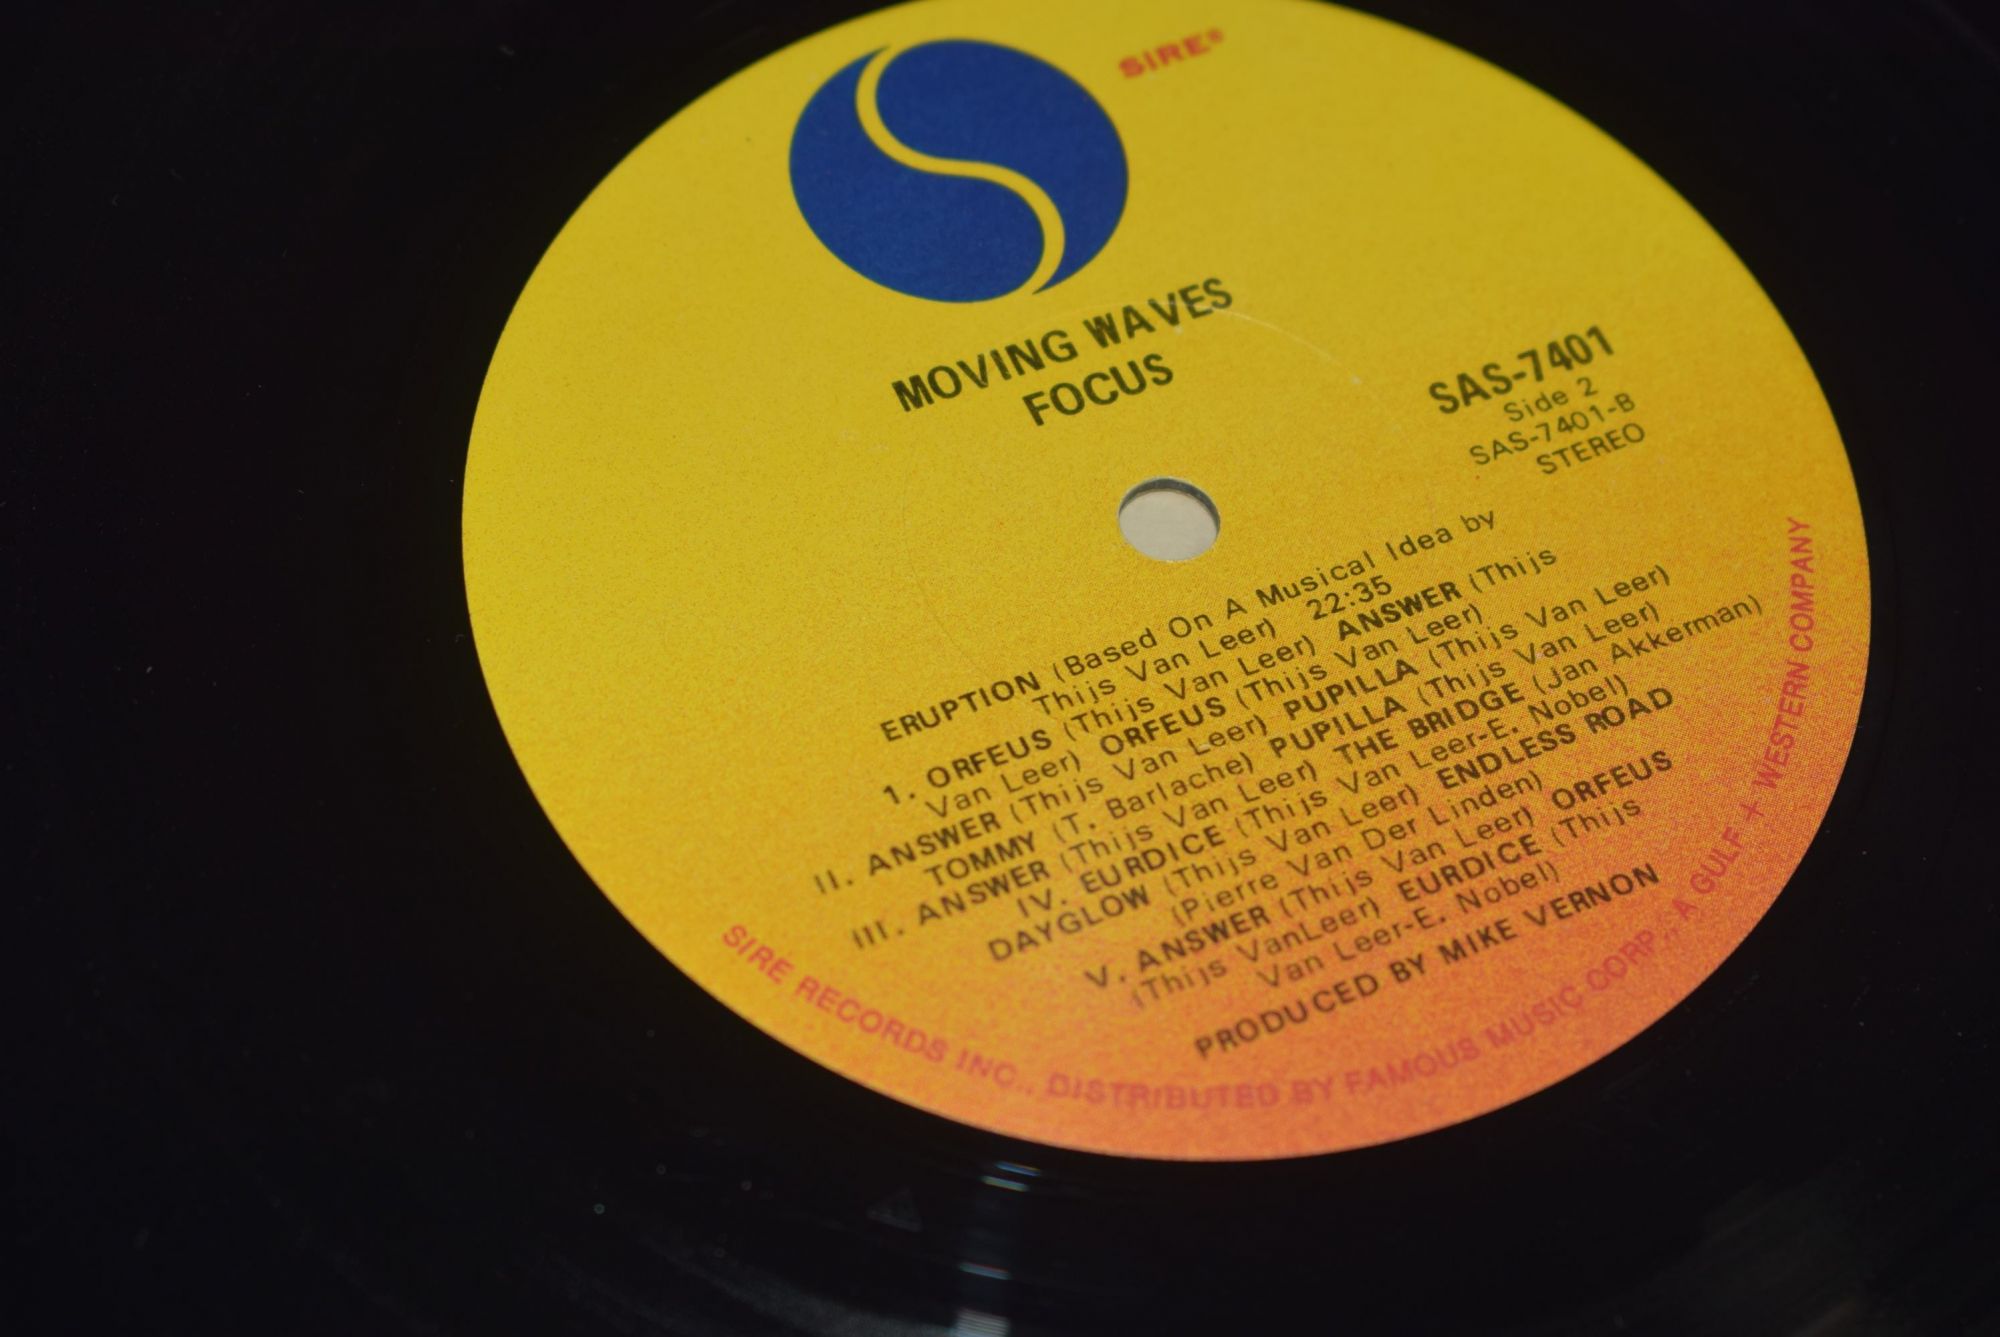 SIRE®
MOVING WAVES
FOCUS
SAS-7401
Side 2
SAS-7401-B
STEREO
ERUPTION (Based On A Musical Idea by
Thijs Van Leer) 22:35
1. ORFEUS (Thijs Van Leer) ANSWER (Thijs
Van Leer) ORFEUS (Thijs Van Leer)
II. ANSWER (Thijs Van Leer) PUPILLA (Thijs Van Leer)
TOMMY (T. Barlache) PUPILLA (Thijs Van Leer)
III. ANSWER (Thijs Van Leer) THE BRIDGE (Jan Akkerman)
IV. EURDICE (Thijs Van Leer-E. Nobel)
DAYGLOW (Thijs Van Leer) ENDLESS ROAD
(Pierre Van Der Linden)
V. ANSWER (Thijs Van Leer) ORFEUS
(Thijs VanLeer) EURDICE (Thijs
Van Leer-E. Nobel)
PRODUCED BY MIKE VERNON
SIRE RECORDS INC., DISTRIBUTED BY FAMOUS MUSIC CORP., A GULF + WESTERN COMPANY